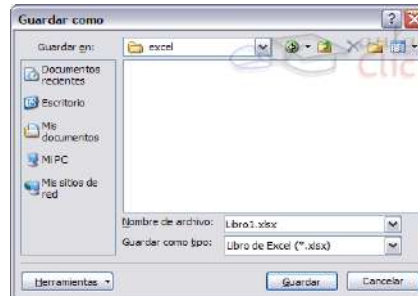 Guardar como
Guardar en:
excel
Documentos
recientes
Escritorio
Mis
documentos
Mi PC
Mis sitios de
red
Nombre de archivo:
Libro1.xlsx
Guardar como tipo:
Libro de Excel (*.xlsx)
Herramientas
Guardar
Cancelar